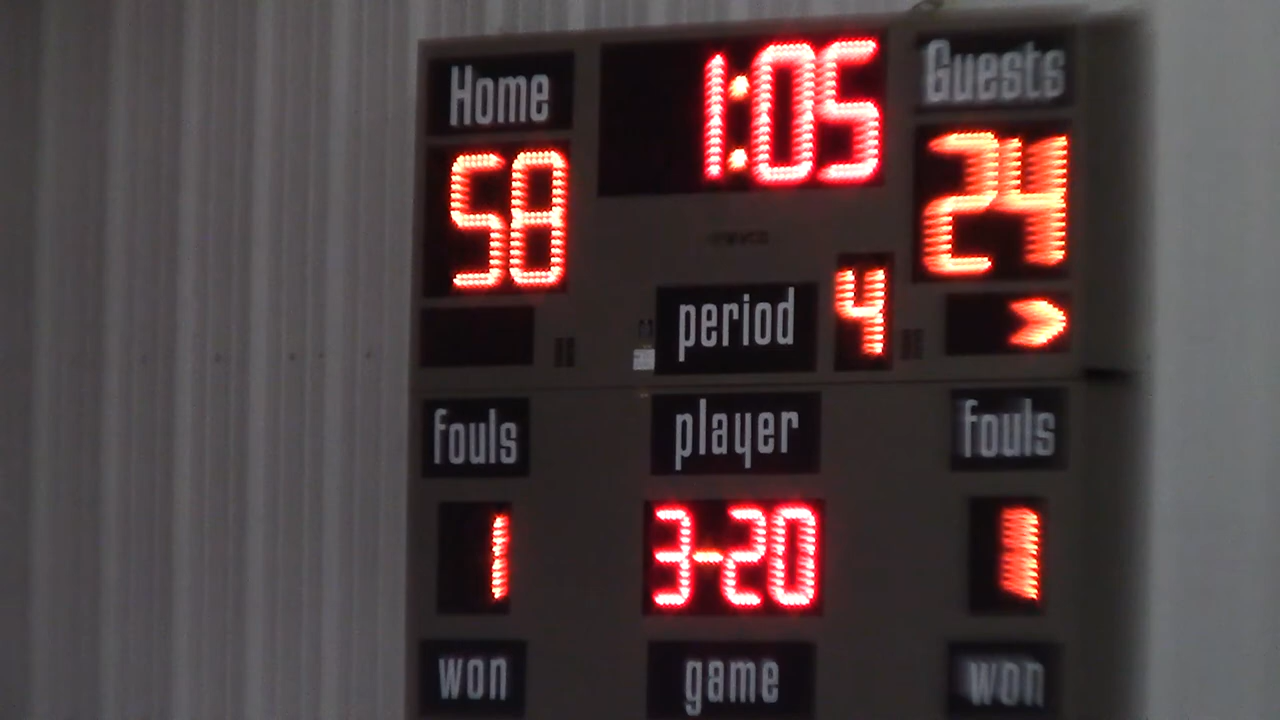 Home 1:05 Guests
58 24
period 4 >
fouls player fouls
1 3-20 1
won game won